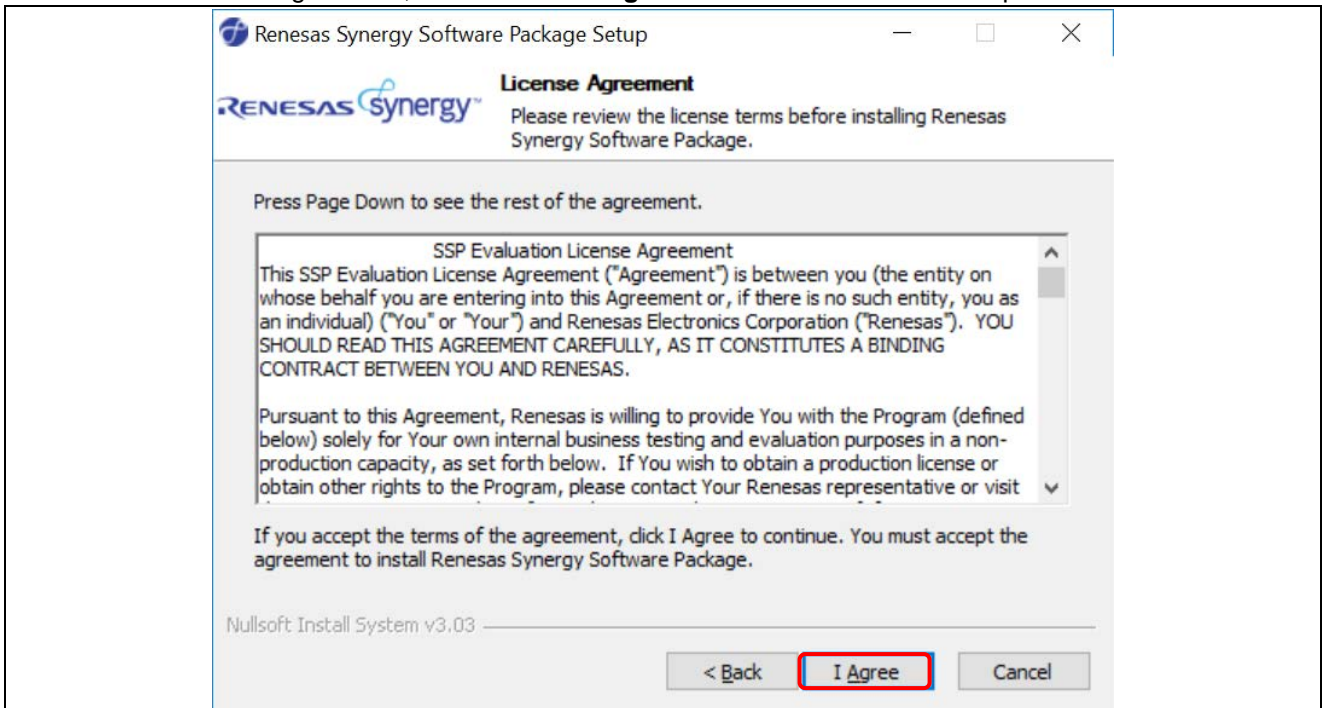 Renesas Synergy Software Package Setup
RENESAS synergy™
License Agreement
Please review the license terms before installing Renesas
Synergy Software Package.
Press Page Down to see the rest of the agreement.
SSP Evaluation License Agreement
This SSP Evaluation License Agreement ("Agreement") is between you (the entity on
whose behalf you are entering into this Agreement or, if there is no such entity, you as
an individual) ("You" or "Your") and Renesas Electronics Corporation ("Renesas"). YOU
SHOULD READ THIS AGREEMENT CAREFULLY, AS IT CONSTITUTES A BINDING
CONTRACT BETWEEN YOU AND RENESAS.
Pursuant to this Agreement, Renesas is willing to provide You with the Program (defined
below) solely for Your own internal business testing and evaluation purposes in a non-
production capacity, as set forth below. If You wish to obtain a production license or
obtain other rights to the Program, please contact Your Renesas representative or visit
If you accept the terms of the agreement, click I Agree to continue. You must accept the
agreement to install Renesas Synergy Software Package.
Nullsoft Install System v3.03
< Back
I Agree
Cancel